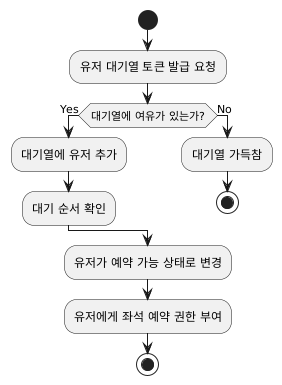 유저 대기열 토큰 발급 요청
Yes
대기열에 여유가 있는가?
No
대기열에 유저 추가
대기열 가득참
대기 순서 확인
유저가 예약 가능 상태로 변경
유저에게 좌석 예약 권한 부여